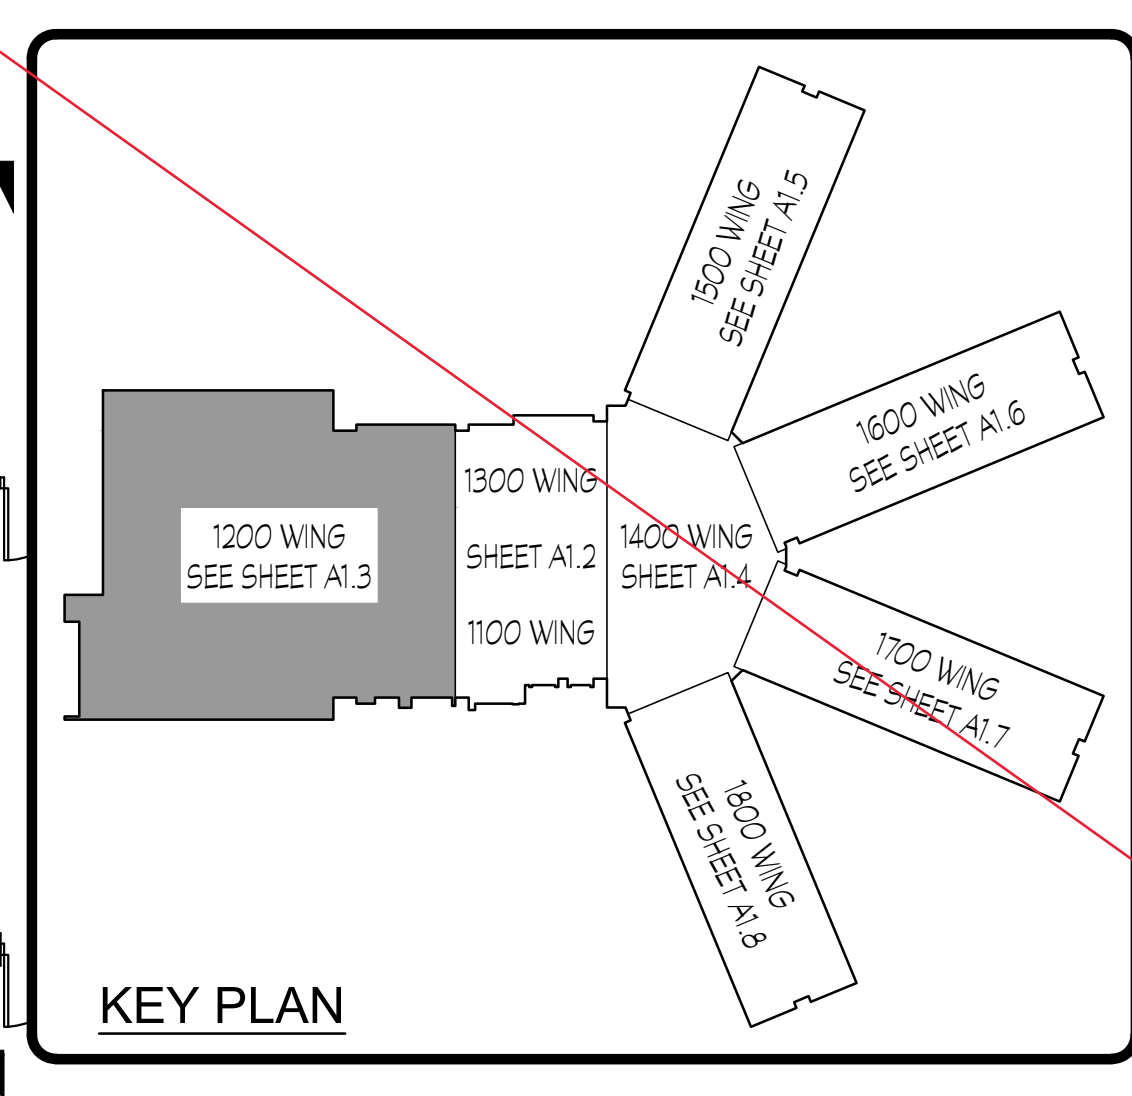 1500 WING
SEE SHEET A1.5
1600 WING
SEE SHEET A1.6
1300 WING
1200 WING
SEE SHEET A1.3
SHEET A1.2
1400 WING
SHEET A1.4
1100 WING
1700 WING
SEE SHEET A1.7
1800 WING
SEE SHEET A1.8
KEY PLAN